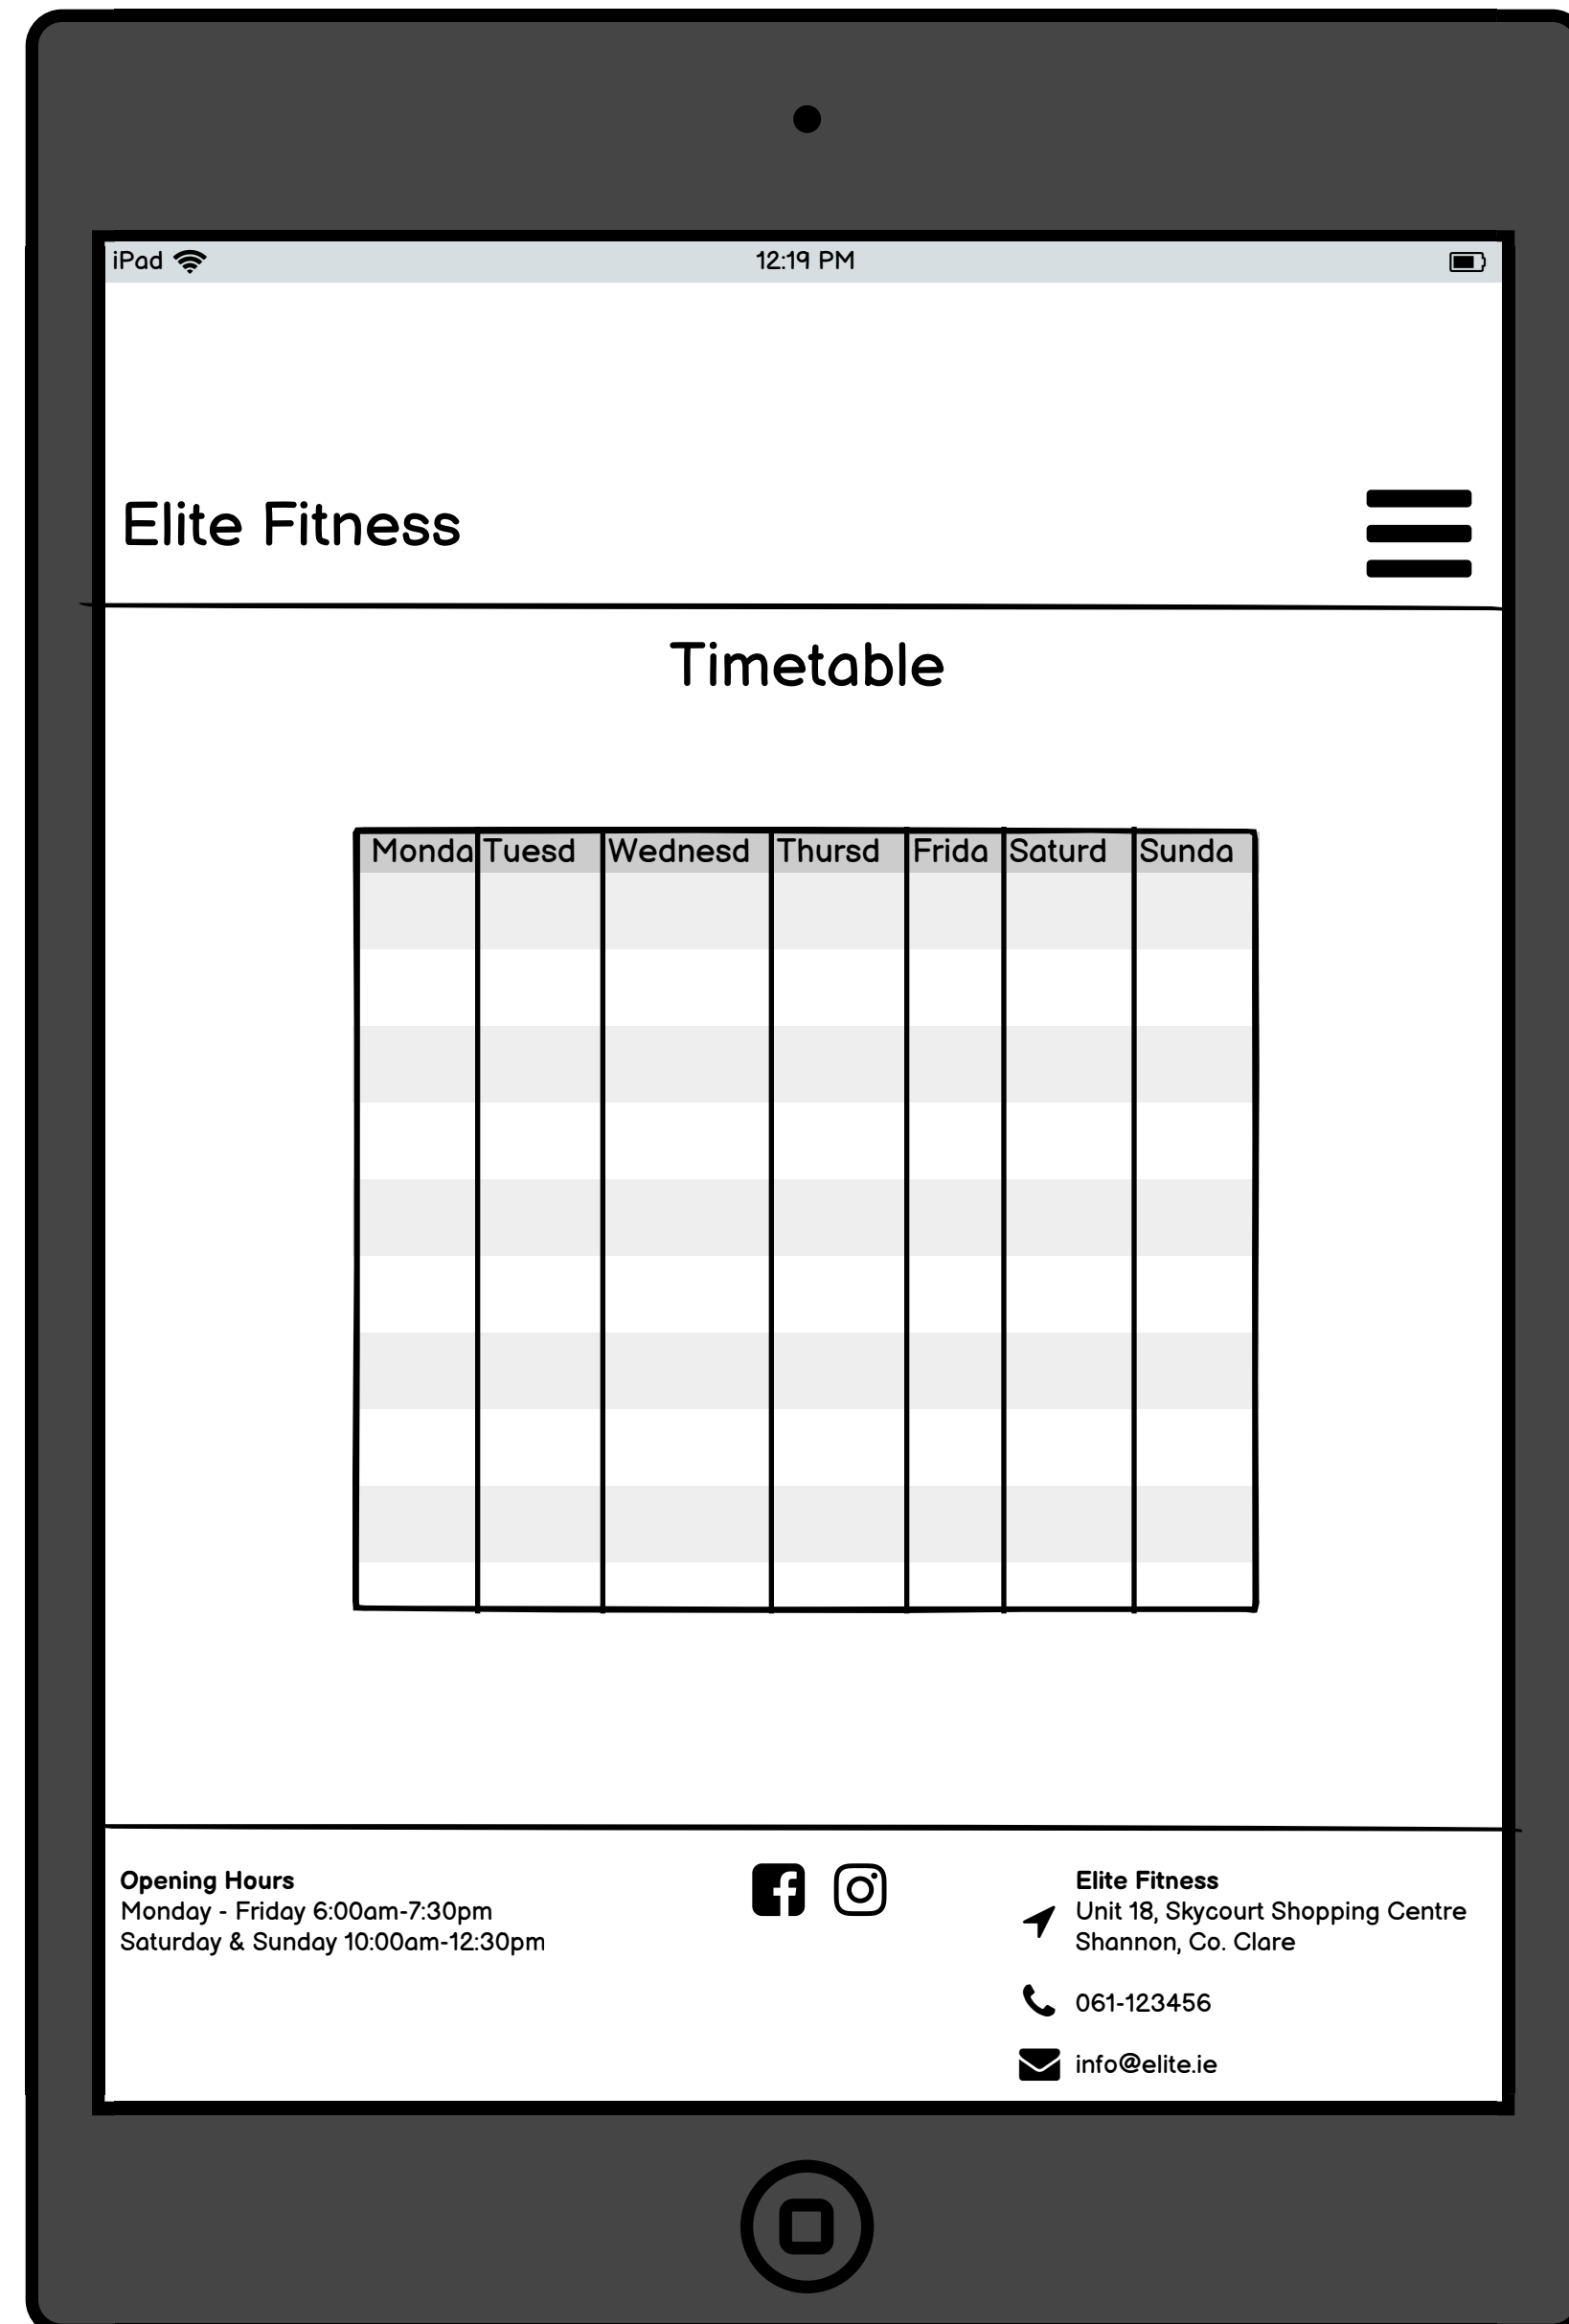 iPad 12:19 PM
Elite Fitness
Timetable
Monda Tuesd Wednesd Thursd Frida Saturd Sunda
Opening Hours
Monday - Friday 6:00am-7:30pm
Saturday & Sunday 10:00am-12:30pm
Elite Fitness
Unit 18, Skycourt Shopping Centre
Shannon, Co. Clare
061-123456
info@elite.ie